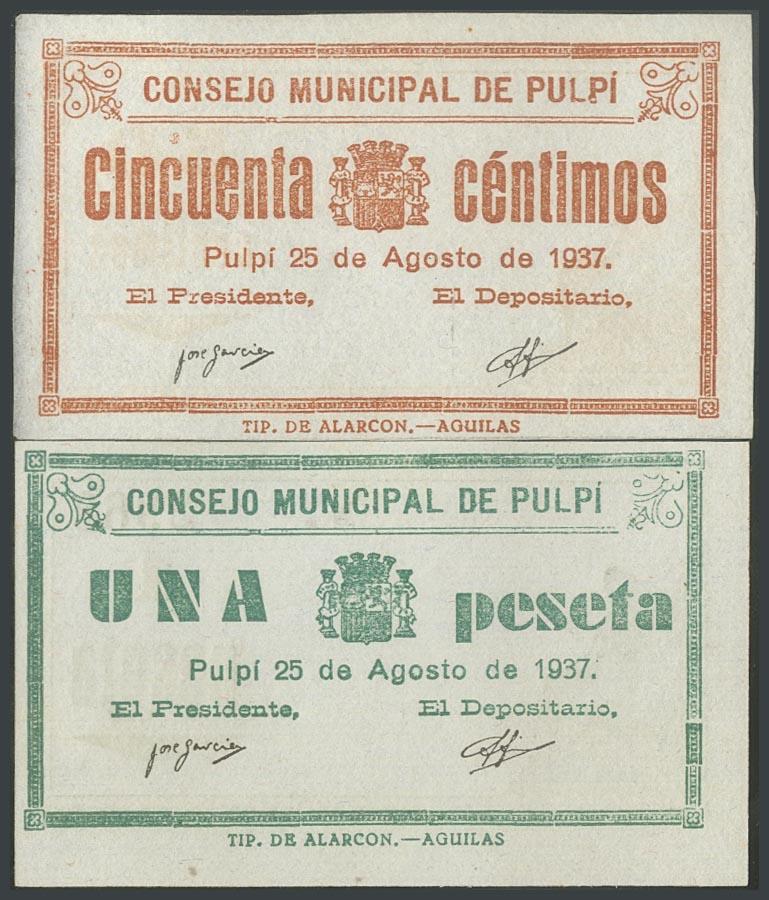 CONSEJO MUNICIPAL DE PULPÍ
Cincuenta céntimos
Pulpí 25 de Agosto de 1937.
El Presidente, El Depositario,
jose Garcia
TIP. DE ALARCON.—AGUILAS
CONSEJO MUNICIPAL DE PULPÍ
UNA peseta
Pulpí 25 de Agosto de 1937.
El Presidente, El Depositario,
jose Garcia
TIP. DE ALARCON.—AGUILAS